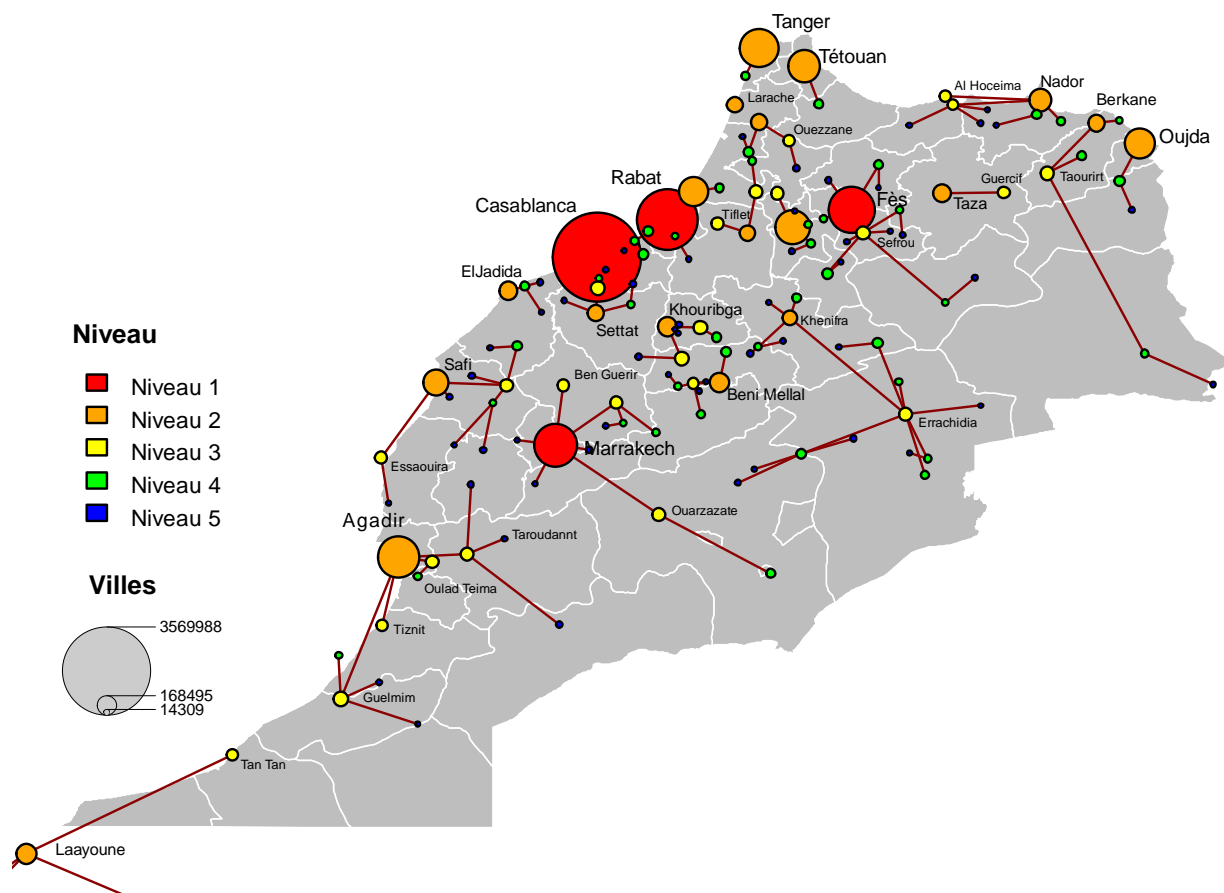 Tanger
Tétouan
Al Hoceima
Nador
Larache
Berkane
Ouezzane
Oujda
Rabat
Guercif
Taourirt
Casablanca
Fès
Taza
Tiflet
Sefrou
ElJadida
Khouribga
Khenifra
Settat
Niveau
Safi
Ben Guerir
Niveau 1
Beni Mellal
Niveau 2
Errachidia
Marrakech
Niveau 3
Essaouira
Niveau 4
Ouarzazate
Niveau 5
Agadir
Taroudannt
Villes
Oulad Teima
3569988
Tiznit
168495
Guelmim
14309
Tan Tan
Laayoune